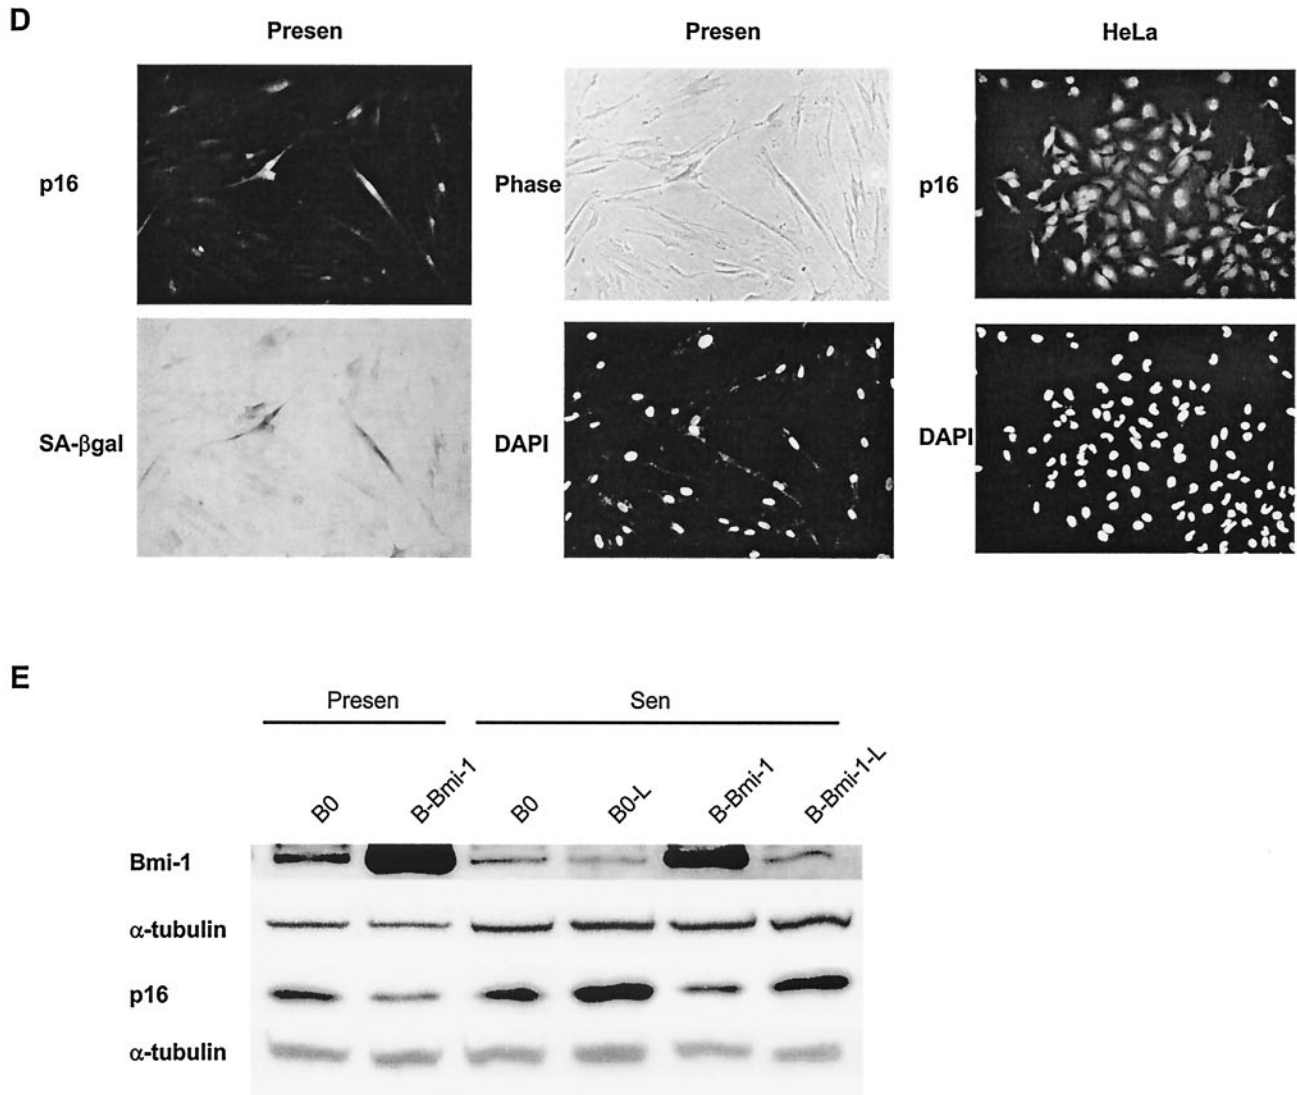 D
Presen Presen HeLa
p16 Phase p16
SA-βgal DAPI DAPI
E
Presen Sen
B0 B-Bmi-1 B0 B0-L B-Bmi-1 B-Bmi-1-L
Bmi-1
α-tubulin
p16
α-tubulin